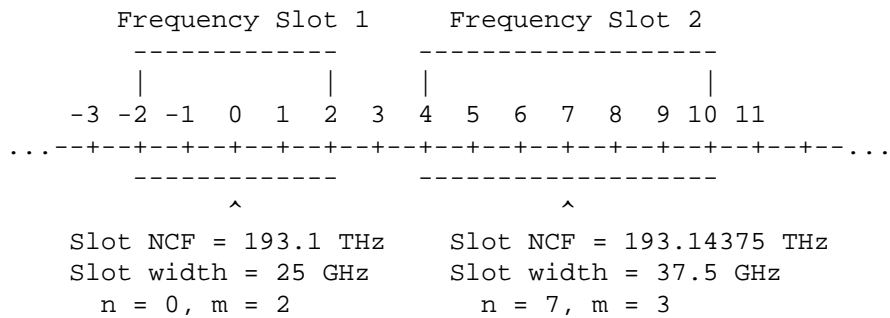 Frequency Slot 1     Frequency Slot 2
-------------     -------------------
|           |     |                 |
-3 -2 -1  0  1  2  3  4  5  6  7  8  9 10 11
...--+--+--+--+--+--+--+--+--+--+--+--+--+--+--+--...
-------------     -------------------
^                    ^
Slot NCF = 193.1 THz    Slot NCF = 193.14375 THz
Slot width = 25 GHz     Slot width = 37.5 GHz
n = 0, m = 2            n = 7, m = 3